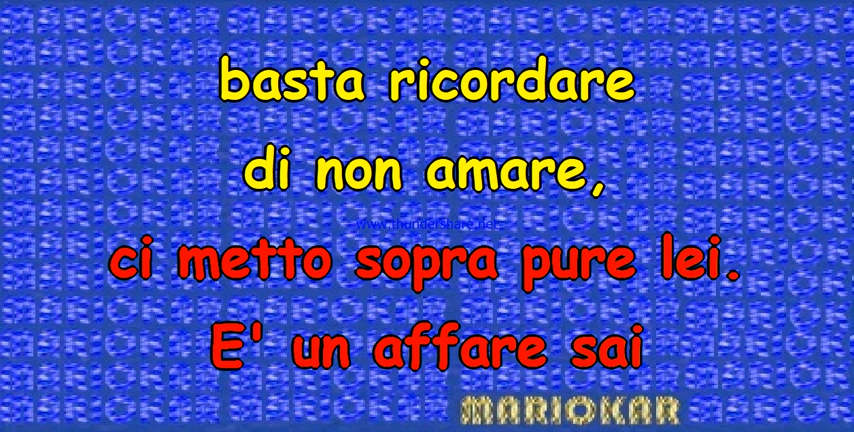 basta ricordare
di non amare,
www.thundershare.net
ci metto sopra pure lei.
E' un affare sai
MARIOKAR